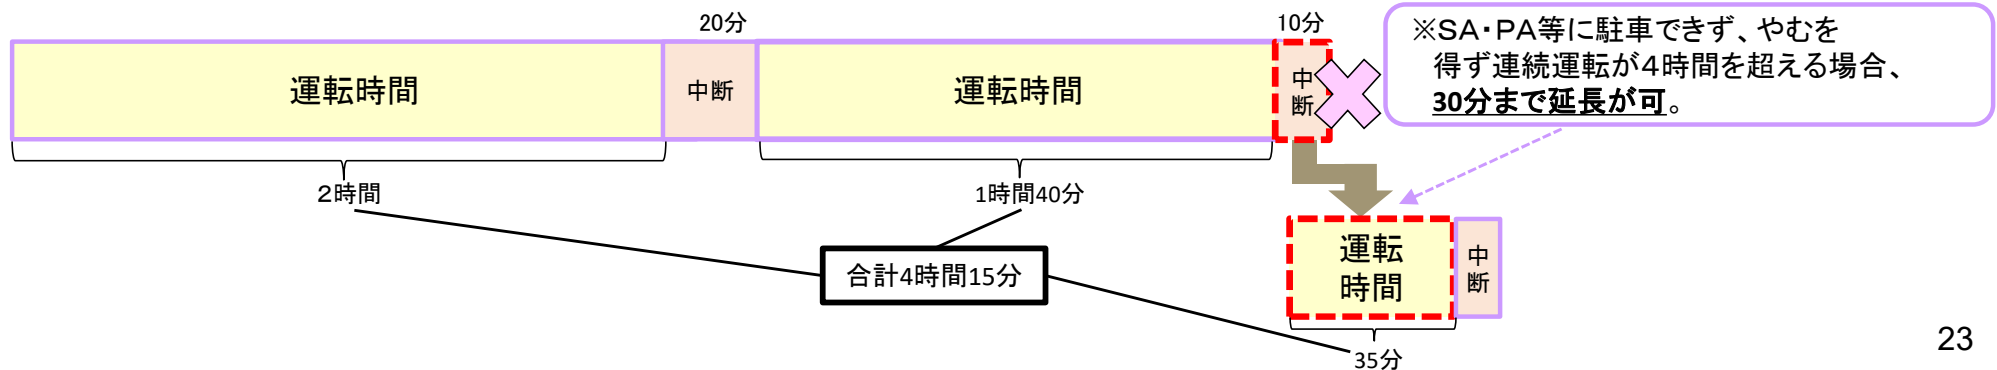 20分
10分
運転時間
中断
運転時間
中
断
※SA・PA等に駐車できず、やむを
得ず連続運転が4時間を超える場合、
30分まで延長が可。
2時間
1時間40分
合計4時間15分
運転
時間
中
断
35分
23